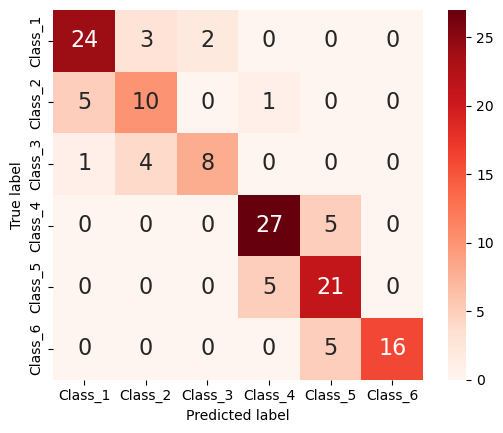 Class_1 24 3 2 0 0 0
Class_2 5 10 0 1 0 0
Class_3 1 4 8 0 0 0
Class_4 0 0 0 27 5 0
Class_5 0 0 0 5 21 0
Class_6 0 0 0 0 5 16
Class_1 Class_2 Class_3 Class_4 Class_5 Class_6
Predicted label
True label
25
20
15
10
5
0